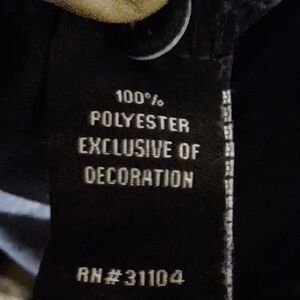 100%
POLYESTER
EXCLUSIVE OF
DECORATION
RN#31104